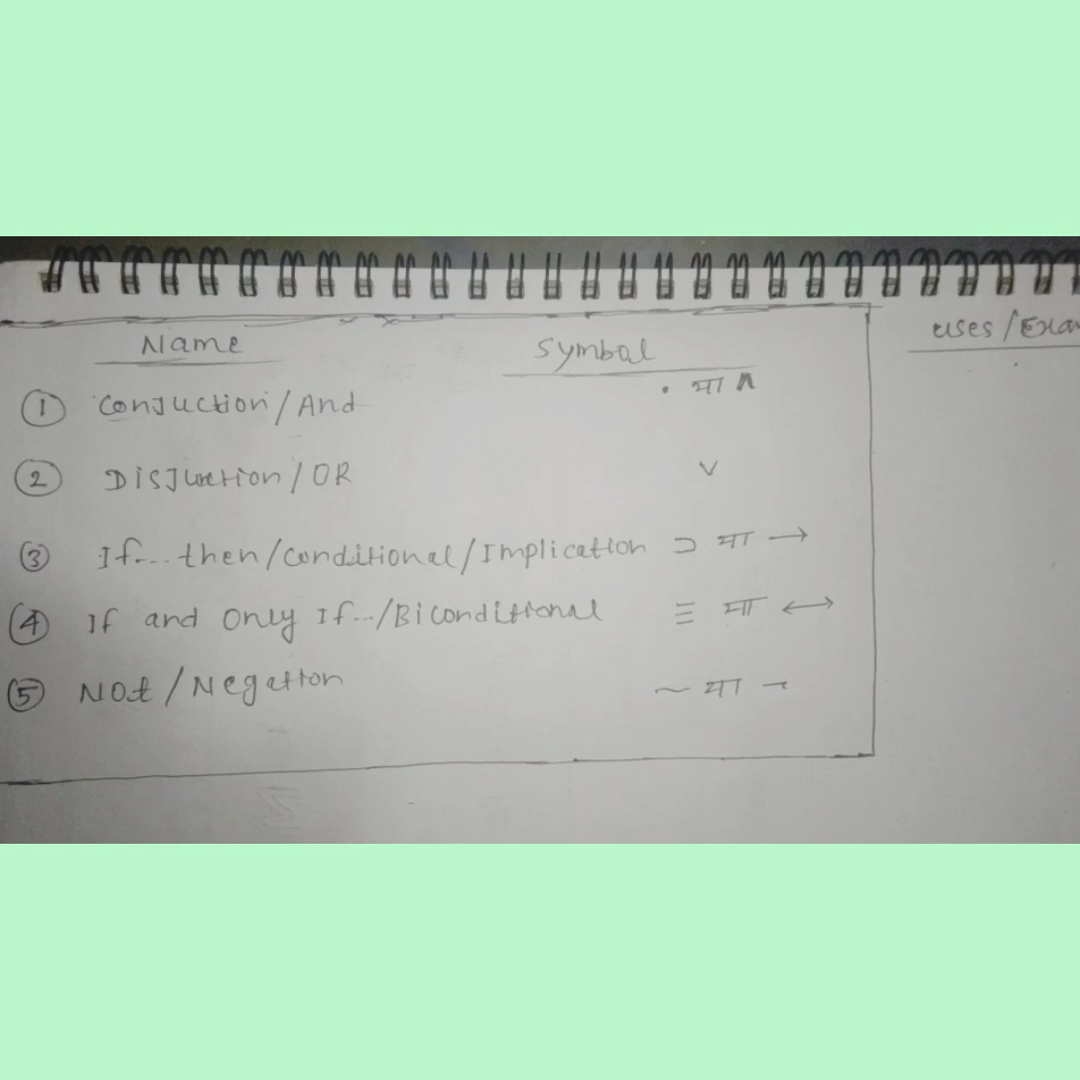 Name Symbol uses/Exa
① Conjuction/And • या ∧
② Disjunction/OR ∨
③ If...then/Conditional/Implication ⊃ या →
④ If and Only If.../Biconditional ≡ या ↔
⑤ Not/Negation ~ या ¬